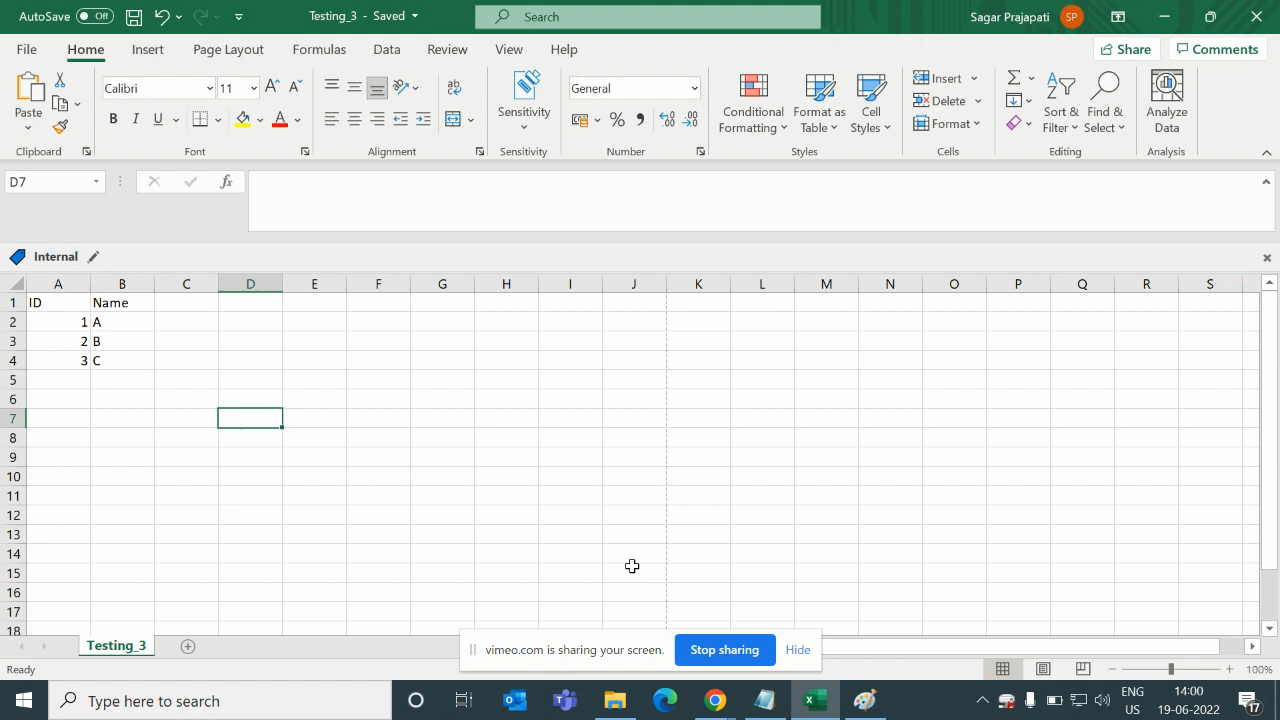 AutoSave Off Testing_3 - Saved Search Sagar Prajapati SP
File Home Insert Page Layout Formulas Data Review View Help Share Comments
Paste Calibri 11 B I U A General % , Sensitivity Conditional Formatting Format as Table Cell Styles Insert Delete Format Sort & Filter Find & Select Analyze Data
Clipboard Font Alignment Sensitivity Number Styles Cells Editing Analysis
D7 fx
Internal
A B C D E F G H I J K L M N O P Q R S
1 ID Name
2 1 A
3 2 B
4 3 C
5
6
7
8
9
10
11
12
13
14
15
16
17
18
vimeo.com is sharing your screen. Stop sharing Hide
Testing_3
Ready 100%
Type here to search ENG US 14:00 19-06-2022 17